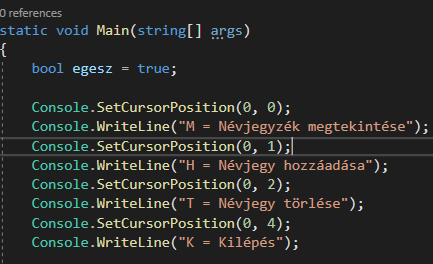 0 references
static void Main(string[] args)
{
bool egesz = true;
Console.SetCursorPosition(0, 0);
Console.WriteLine("M = Névjegyzék megtekintése");
Console.SetCursorPosition(0, 1);
Console.WriteLine("H = Névjegy hozzáadása");
Console.SetCursorPosition(0, 2);
Console.WriteLine("T = Névjegy törlése");
Console.SetCursorPosition(0, 4);
Console.WriteLine("K = Kilépés");